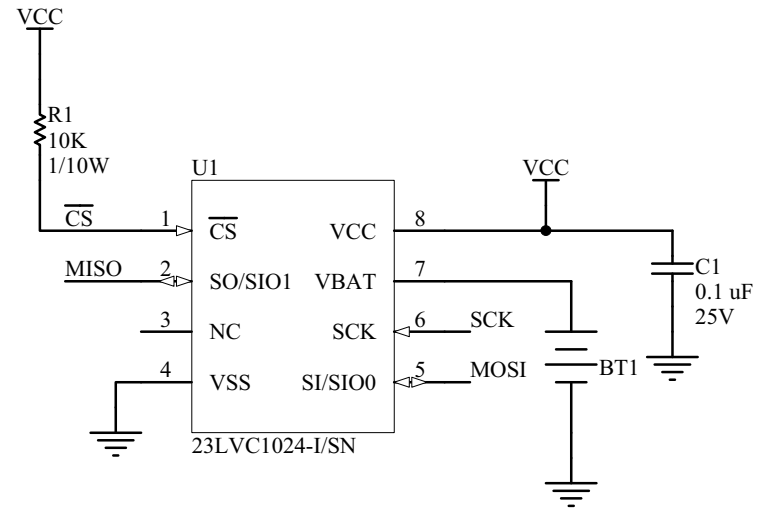 VCC
R1
10K
1/10W
U1
VCC
CS
1
CS
VCC
8
C1
0.1 uF
25V
MISO
2
SO/SIO1
VBAT
7
3
NC
SCK
6
SCK
4
VSS
SI/SIO0
5
MOSI
BT1
23LVC1024-I/SN